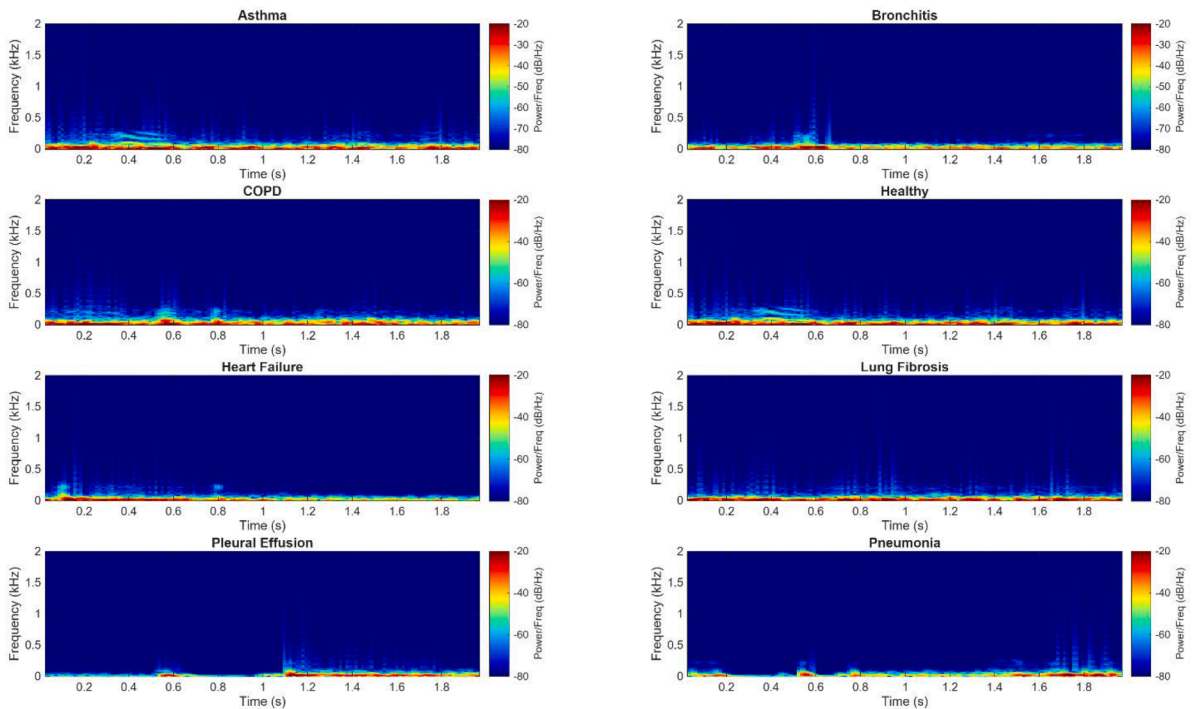 Asthma
2
1.5
1
0.5
0
Frequency (kHz)
0.2 0.4 0.6 0.8 1 1.2 1.4 1.6 1.8
Time (s)
-20
-30
-40
-50
-60
-70
-80
Power/Freq (dB/Hz)
Bronchitis
2
1.5
1
0.5
0
Frequency (kHz)
0.2 0.4 0.6 0.8 1 1.2 1.4 1.6 1.8
Time (s)
-20
-30
-40
-50
-60
-70
-80
Power/Freq (dB/Hz)
COPD
2
1.5
1
0.5
0
Frequency (kHz)
0.2 0.4 0.6 0.8 1 1.2 1.4 1.6 1.8
Time (s)
-20
-40
-60
-80
Power/Freq (dB/Hz)
Healthy
2
1.5
1
0.5
0
Frequency (kHz)
0.2 0.4 0.6 0.8 1 1.2 1.4 1.6 1.8
Time (s)
-20
-40
-60
-80
Power/Freq (dB/Hz)
Heart Failure
2
1.5
1
0.5
0
Frequency (kHz)
0.2 0.4 0.6 0.8 1 1.2 1.4 1.6 1.8
Time (s)
-20
-40
-60
-80
Power/Freq (dB/Hz)
Lung Fibrosis
2
1.5
1
0.5
0
Frequency (kHz)
0.2 0.4 0.6 0.8 1 1.2 1.4 1.6 1.8
Time (s)
-20
-40
-60
-80
Power/Freq (dB/Hz)
Pleural Effusion
2
1.5
1
0.5
0
Frequency (kHz)
0.2 0.4 0.6 0.8 1 1.2 1.4 1.6 1.8
Time (s)
-20
-40
-60
-80
Power/Freq (dB/Hz)
Pneumonia
2
1.5
1
0.5
0
Frequency (kHz)
0.2 0.4 0.6 0.8 1 1.2 1.4 1.6 1.8
Time (s)
-20
-40
-60
-80
Power/Freq (dB/Hz)